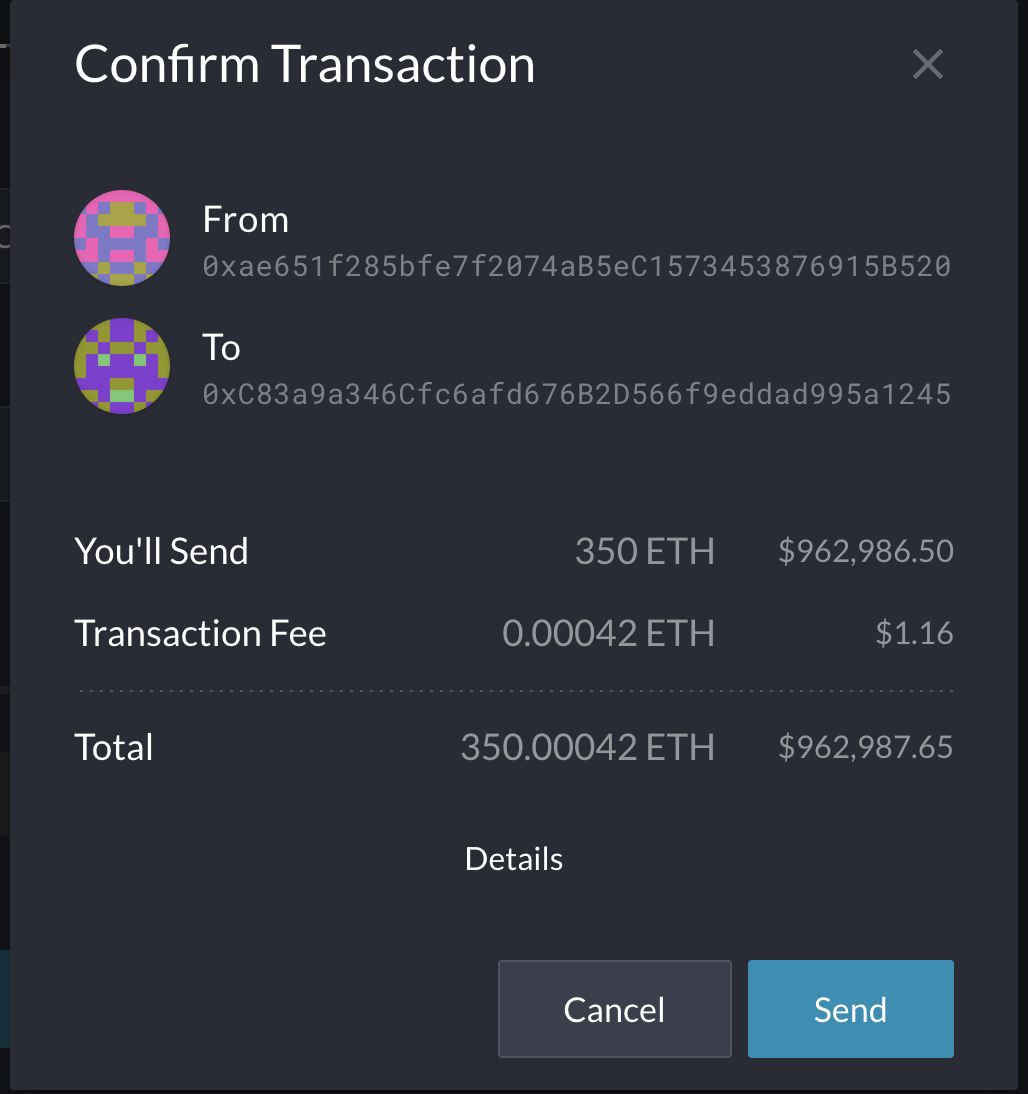 Confirm Transaction
From
0xae651f285bfe7f2074aB5eC1573453876915B520
To
0xC83a9a346Cfc6afd676B2D566f9eddad995a1245
You'll Send 350 ETH $962,986.50
Transaction Fee 0.00042 ETH $1.16
Total 350.00042 ETH $962,987.65
Details
Cancel Send